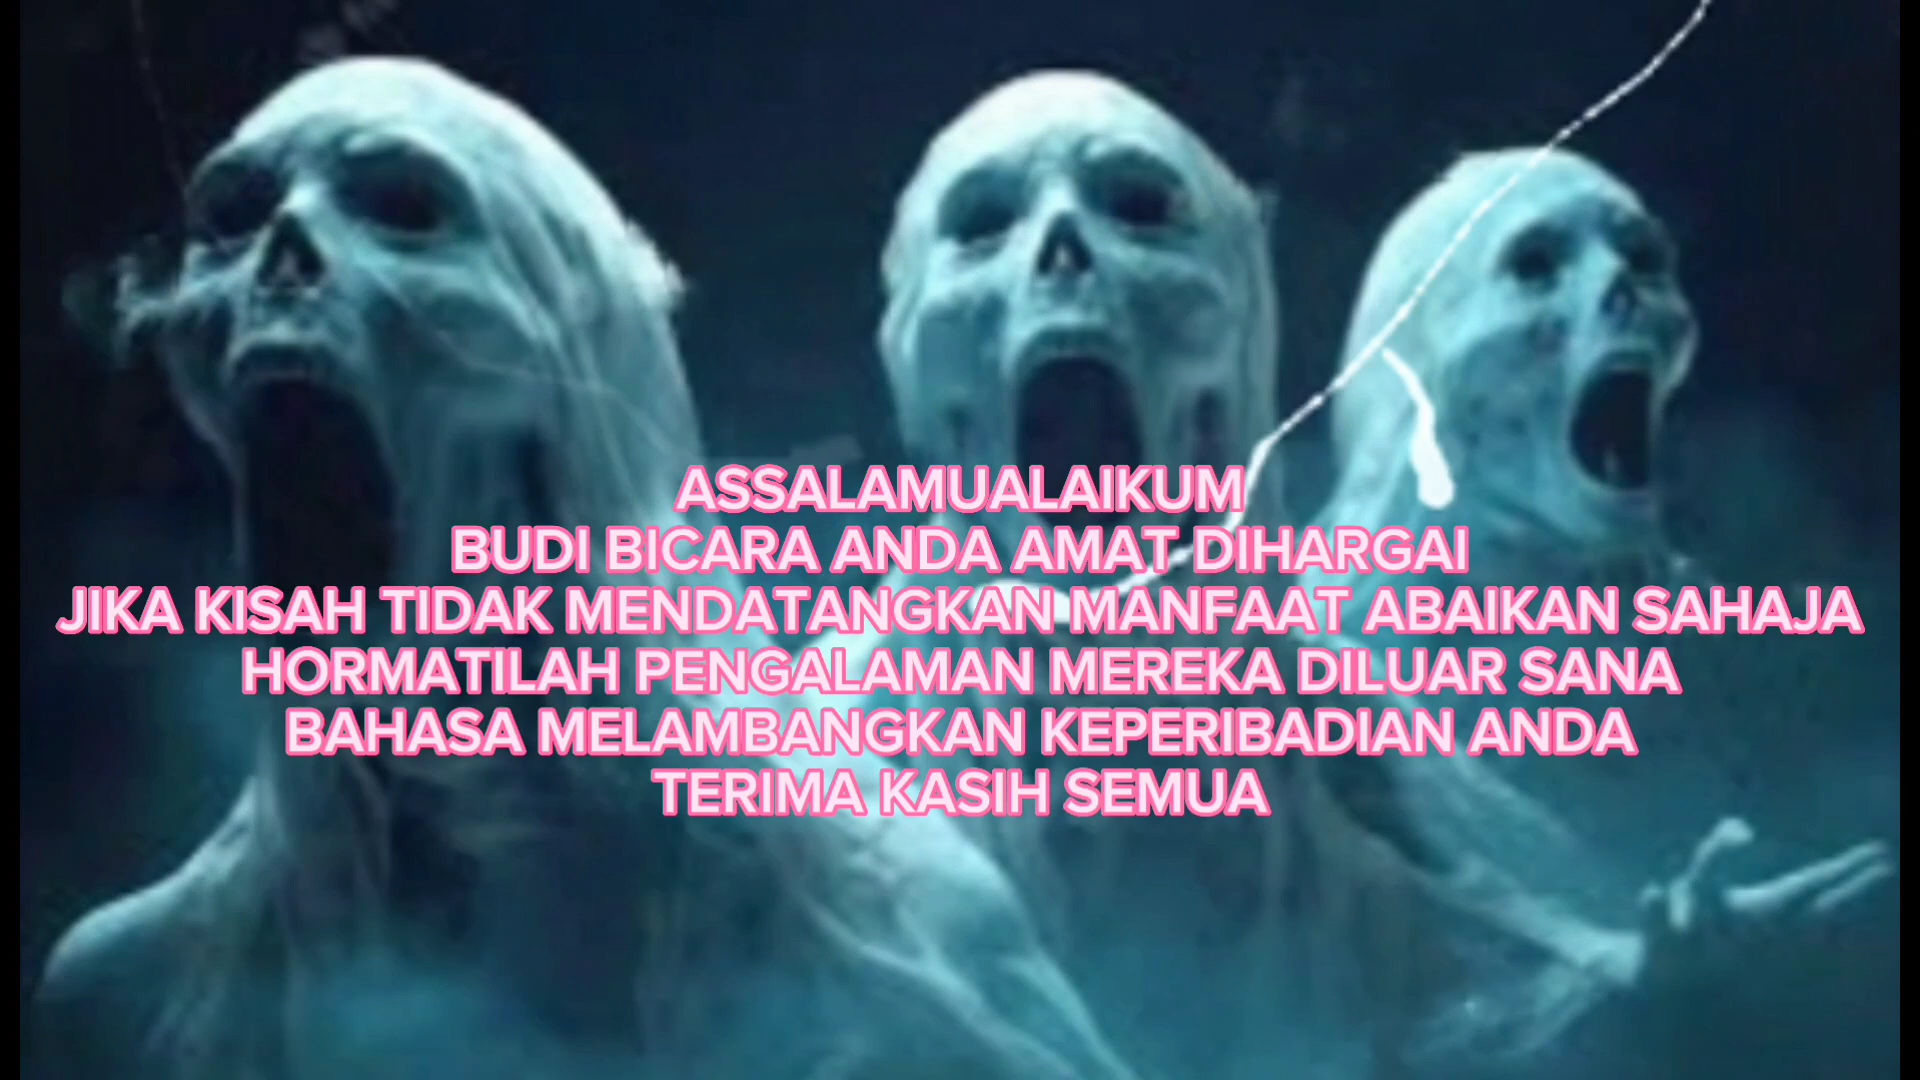 ASSALAMUALAIKUM
BUDI BICARA ANDA AMAT DIHARGAI
JIKA KISAH TIDAK MENDATANGKAN MANFAAT ABAIKAN SAHAJA
HORMATILAH PENGALAMAN MEREKA DILUAR SANA
BAHASA MELAMBANGKAN KEPERIBADIAN ANDA
TERIMA KASIH SEMUA